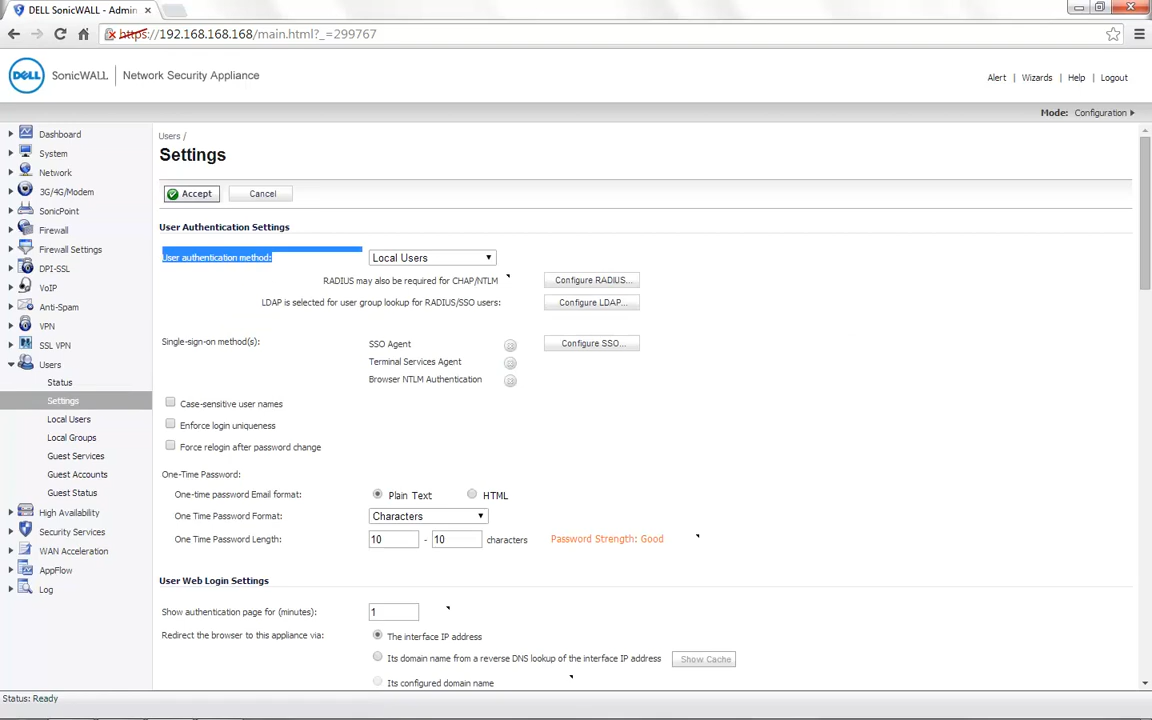 DELL SonicWALL - Admin
https://192.168.168.168/main.html?_=299767
DELL SonicWALL | Network Security Appliance
Alert | Wizards | Help | Logout
Mode: Configuration
Dashboard
System
Network
3G/4G/Modem
SonicPoint
Firewall
Firewall Settings
DPI-SSL
VoIP
Anti-Spam
VPN
SSL VPN
Users
Status
Settings
Local Users
Local Groups
Guest Services
Guest Accounts
Guest Status
High Availability
Security Services
WAN Acceleration
AppFlow
Log
Users /
Settings
Accept Cancel
User Authentication Settings
User authentication method: Local Users
RADIUS may also be required for CHAP/NTLM Configure RADIUS...
LDAP is selected for user group lookup for RADIUS/SSO users: Configure LDAP...
Single-sign-on method(s): SSO Agent Configure SSO...
Terminal Services Agent
Browser NTLM Authentication
Case-sensitive user names
Enforce login uniqueness
Force relogin after password change
One-Time Password:
One-time password Email format: Plain Text HTML
One Time Password Format: Characters
One Time Password Length: 10 - 10 characters Password Strength: Good
User Web Login Settings
Show authentication page for (minutes): 1
Redirect the browser to this appliance via: The interface IP address
Its domain name from a reverse DNS lookup of the interface IP address Show Cache
Its configured domain name
Status: Ready